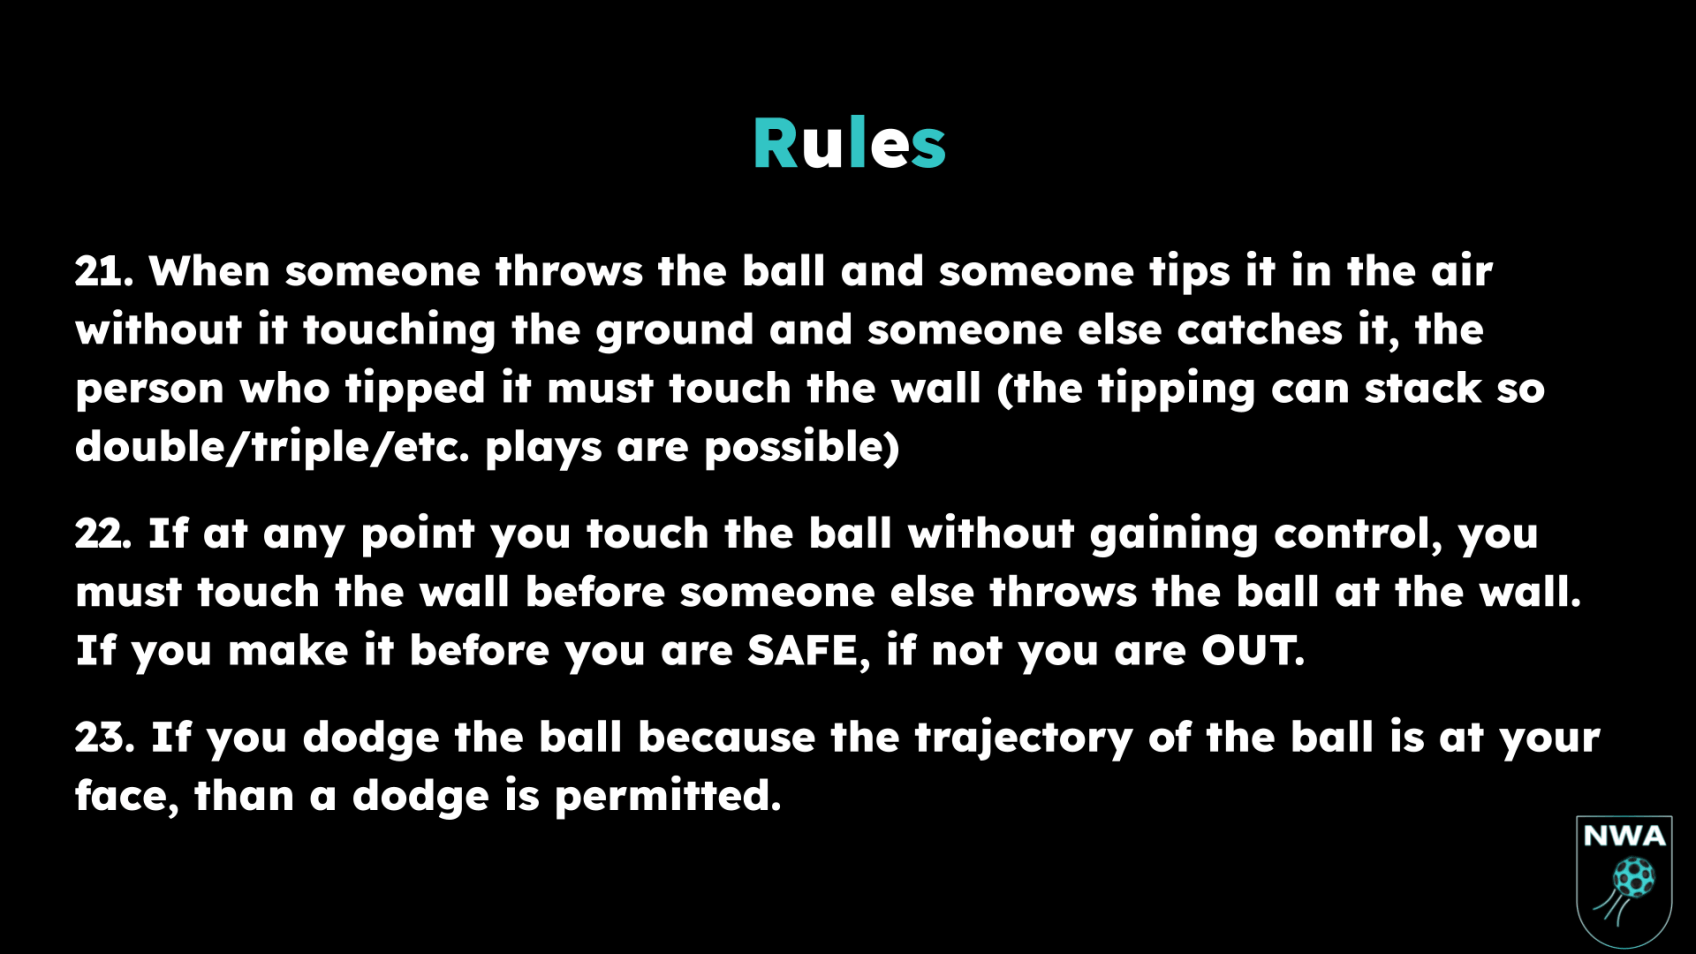 Rules
21. When someone throws the ball and someone tips it in the air
without it touching the ground and someone else catches it, the
person who tipped it must touch the wall (the tipping can stack so
double/triple/etc. plays are possible)
22. If at any point you touch the ball without gaining control, you
must touch the wall before someone else throws the ball at the wall.
If you make it before you are SAFE, if not you are OUT.
23. If you dodge the ball because the trajectory of the ball is at your
face, than a dodge is permitted.
NWA